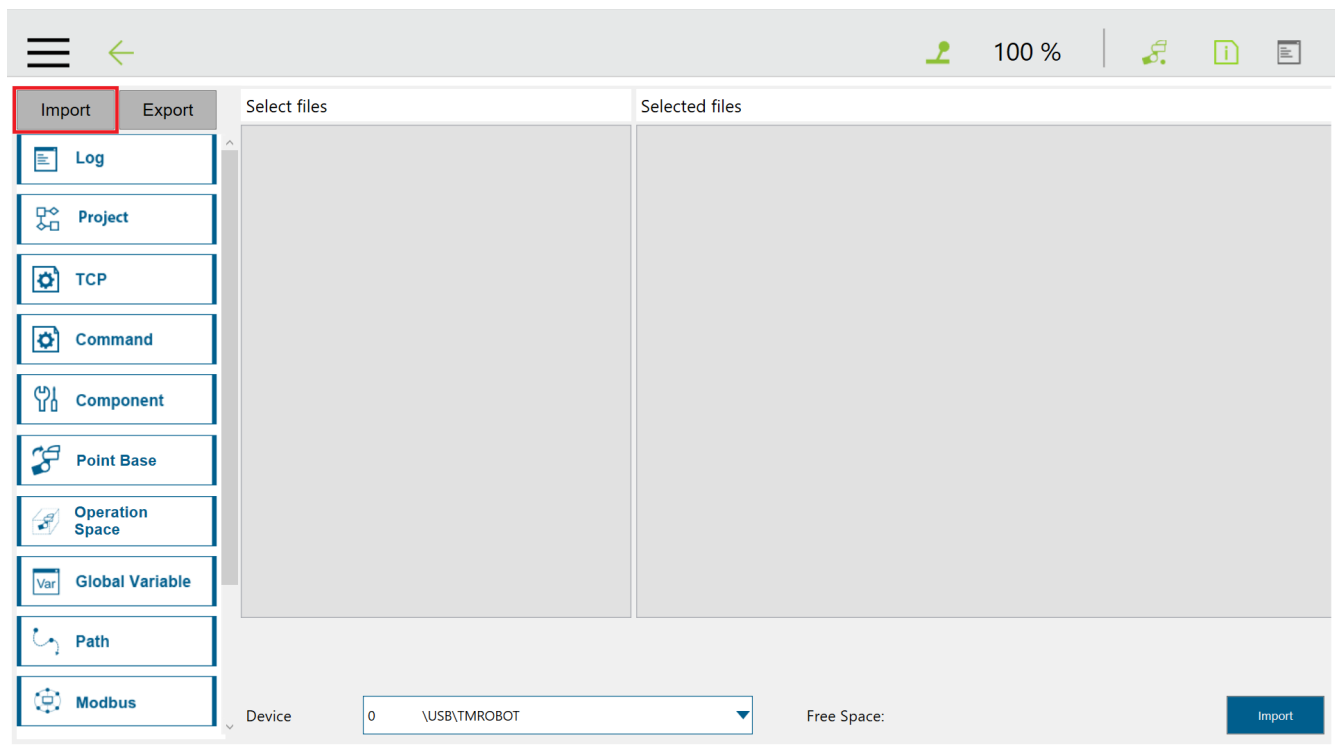 100 %
Import
Export
Select files
Selected files
Log
Project
TCP
Command
Component
Point Base
Operation
Space
Var
Global Variable
Path
Modbus
Device
0 \USB\TMROBOT
Free Space:
Import